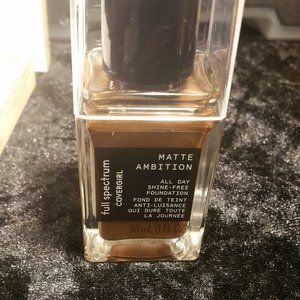 full spectrum
COVERGIRL
MATTE
AMBITION
ALL DAY
SHINE-FREE
FOUNDATION
FOND DE TEINT
ANTI-LUISANCE
QUI DURE TOUTE
LA JOURNÉE
30 mL (1 FL OZ)